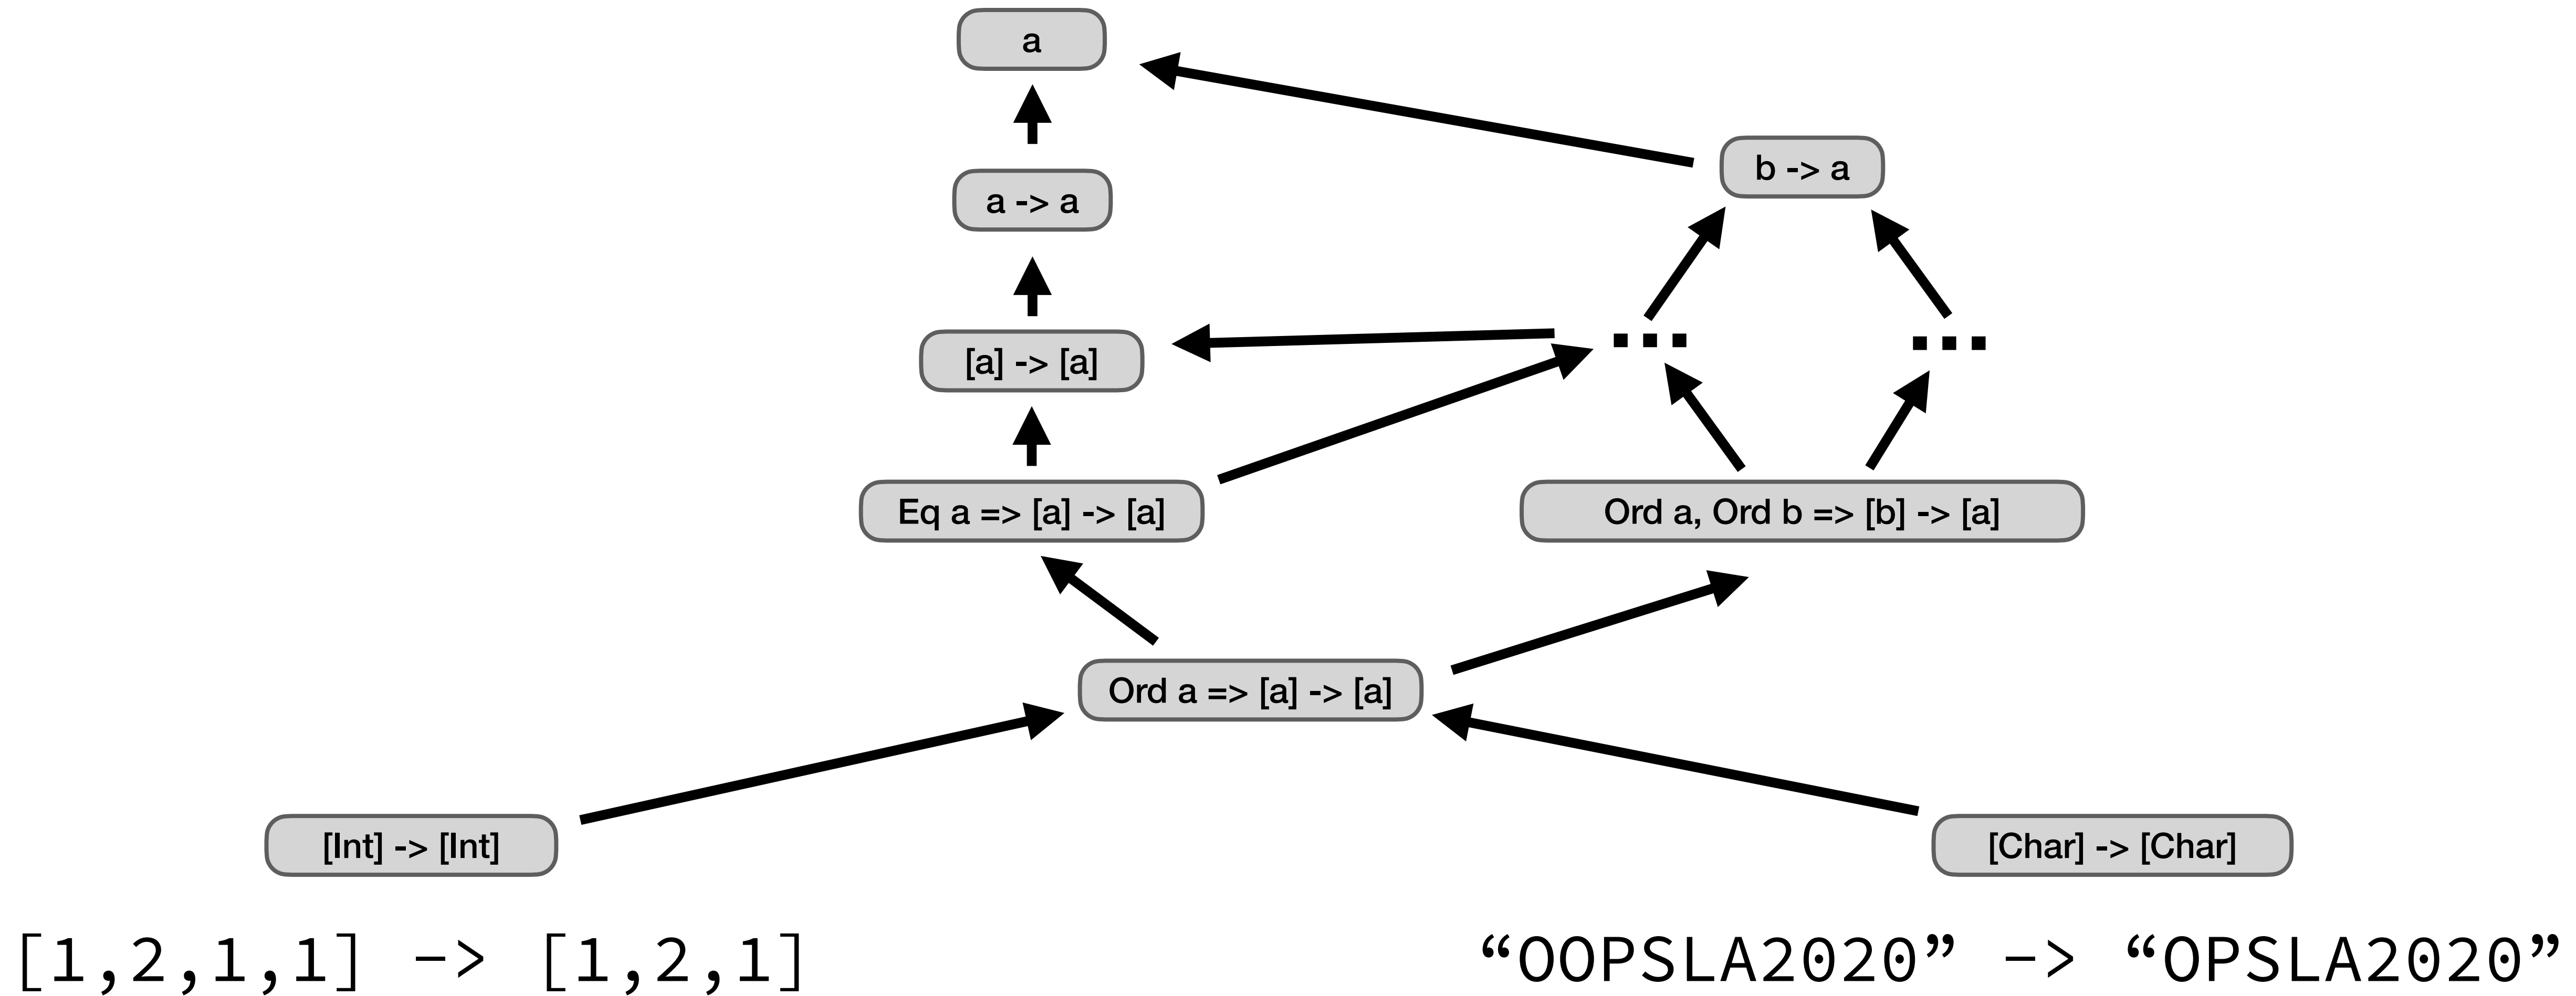 a
b -> a
a -> a
[a] -> [a]
...
...
Eq a => [a] -> [a]
Ord a, Ord b => [b] -> [a]
Ord a => [a] -> [a]
[Int] -> [Int]
[Char] -> [Char]
[1,2,1,1] -> [1,2,1]
“OOPSLA2020” -> “OPSLA2020”